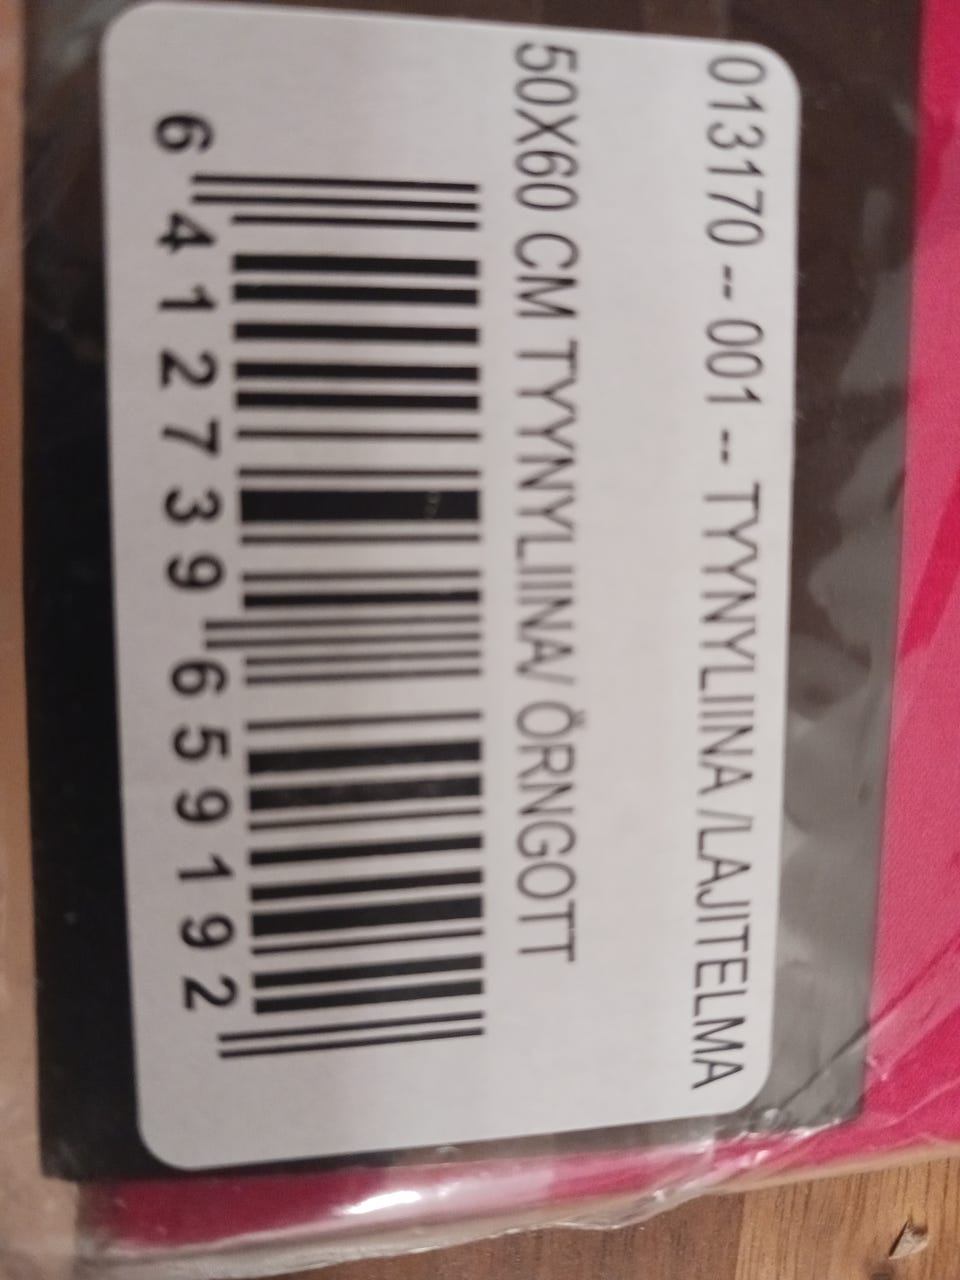 013170 -- 001 -- TYYNYLIINA /LAJITELMA
50X60 CM TYYNYLIINA/ ÖRNGOTT
6 412739 659192